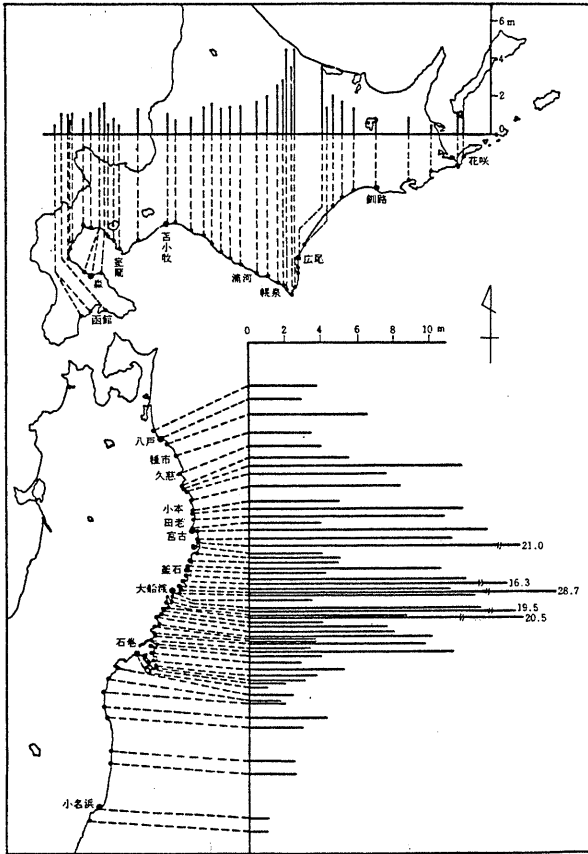 6 m
4
2
0
花咲
釧路
広尾
苫小牧
室蘭
浦河
幌泉
森
函館
0 2 4 6 8 10 m
八戸
種市
久慈
小本
田老
宮古
21.0
釜石
16.3
大船渡
28.7
19.5
20.5
石巻
小名浜